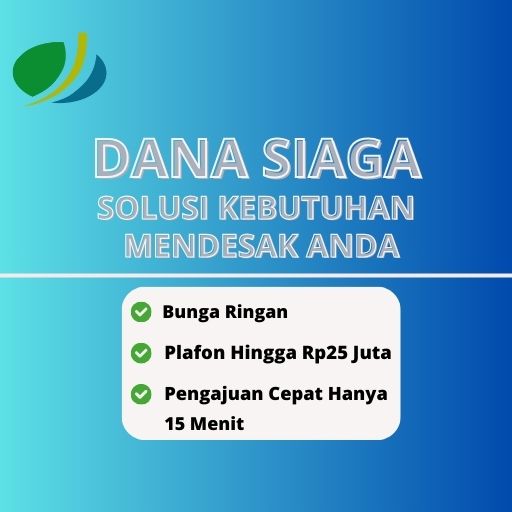 DANA SIAGA
SOLUSI KEBUTUHAN
MENDESAK ANDA
Bunga Ringan
Plafon Hingga Rp25 Juta
Pengajuan Cepat Hanya
15 Menit